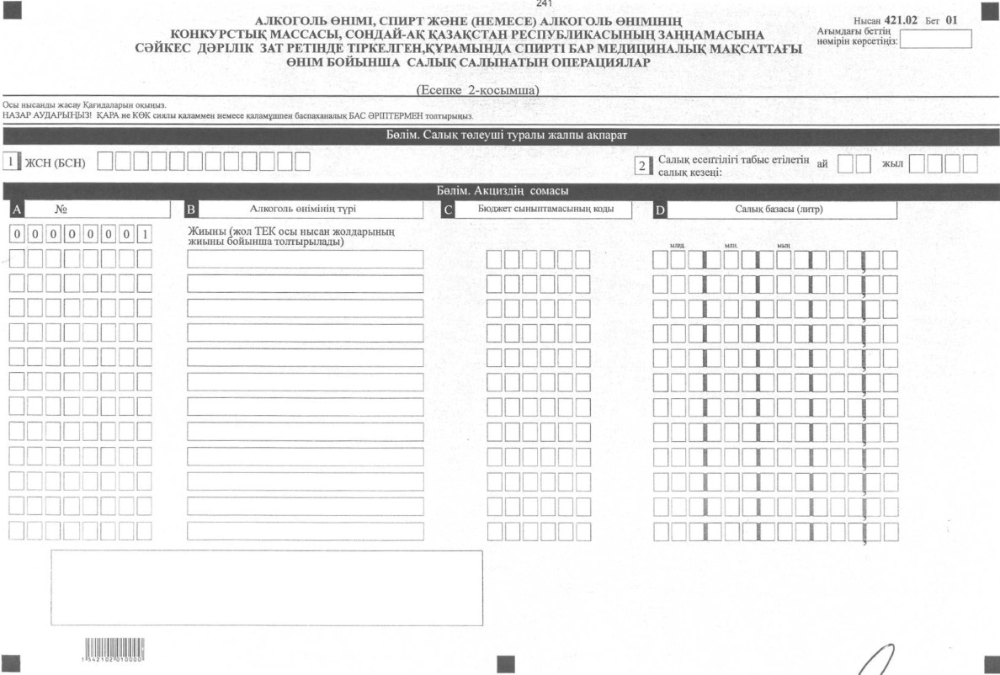 241
АЛКОГОЛЬ ӨНІМІ, СПИРТ ЖӘНЕ (НЕМЕСЕ) АЛКОГОЛЬ ӨНІМІНІҢ
КОНКУРСТЫҚ МАССАСЫ, СОНДАЙ-АҚ ҚАЗАҚСТАН РЕСПУБЛИКАСЫНЫҢ ЗАҢНАМАСЫНА
СӘЙКЕС ДӘРІЛІК ЗАТ РЕТІНДЕ ТІРКЕЛГЕН,ҚҰРАМЫНДА СПИРТІ БАР МЕДИЦИНАЛЫҚ МАҚСАТТАҒЫ
ӨНІМ БОЙЫНША САЛЫҚ САЛЫНАТЫН ОПЕРАЦИЯЛАР
Нысан 421.02 Бет 01
Ағымдағы беттің
нөмірін көрсетіңіз:
(Есепке 2-қосымша)
Осы нысанды жасау Қағидаларын оқыңыз.
НАЗАР АУДАРЫҢЫЗ! ҚАРА не КӨК сиялы қаламмен немесе қаламұшпен баспаханалық БАС ӘРІПТЕРМЕН толтырыңыз.
Бөлім. Салық төлеуші туралы жалпы ақпарат
1 ЖСН (БСН)
2 Салық есептілігі табыс етілетін салық кезеңі: ай жыл
Бөлім. Акциздің сомасы
A № B Алкоголь өнімінің түрі C Бюджет сыныптамасының коды D Салық базасы (литр)
0 0 0 0 0 0 0 1 Жиыны (жол ТЕК осы нысан жолдарының
жиыны бойынша толтырылады)
млрд. млн. мың
, 
,
,
,
,
,
,
,
,
,
,
,
1542102010000